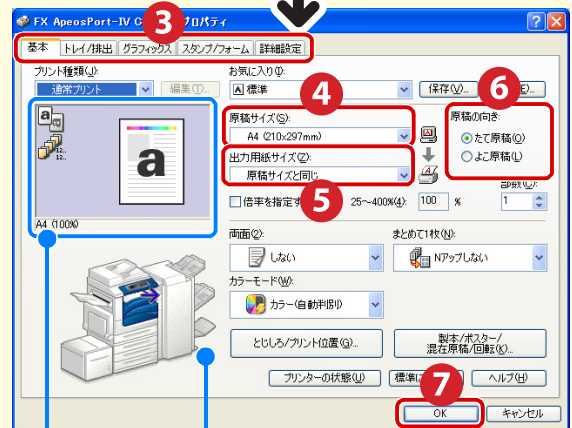 FX ApeosPort-IV C プロパティ
3
基本 トレイ/排出 グラフィックス スタンプ/フォーム 詳細設定
プリント種類(J):
通常プリント
編集(T)...
お気に入り(I):
A 標準
保存(V)...
E)...
原稿サイズ(S):
4
A4 (210x297mm)
出力用紙サイズ(Z):
原稿サイズと同じ
5
6
原稿の向き:
たて原稿(O)
よこ原稿(L)
倍率を指定す
25~400%(4):
100 %
部数(C):
1
a
12..
12..
a
A4 (100%)
両面(2):
しない
まとめて1枚(N):
Nアップしない
カラーモード(W):
カラー(自動判別)
とじしろ/プリント位置(G)...
製本/ポスター/
混在原稿/回転(K)...
プリンターの状態(U)
標準に
ヘルプ(H)
7
OK
キャンセル